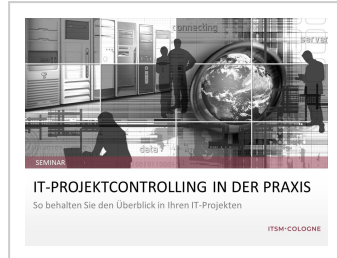 connecting
server
data
SEMINAR
IT-PROJEKTCONTROLLING IN DER PRAXIS
So behalten Sie den Überblick in Ihren IT-Projekten
ITSM·COLOGNE